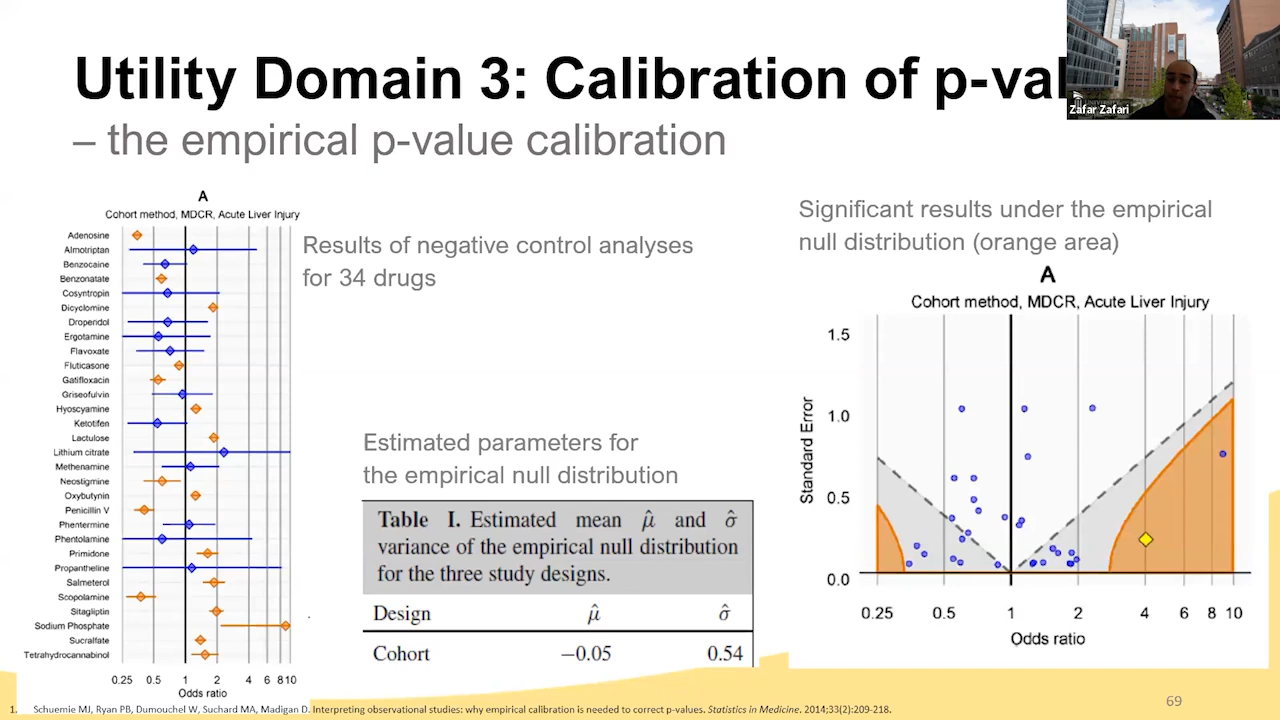 Utility Domain 3: Calibration of p-val
– the empirical p-value calibration
Zafar Zafari
A
Cohort method, MDCR, Acute Liver Injury
Adenosine
Almotriptan
Benzocaine
Benzonatate
Cosyntropin
Dicyclomine
Droperidol
Ergotamine
Flavoxate
Fluticasone
Gatifloxacin
Griseofulvin
Hyoscyamine
Ketotifen
Lactulose
Lithium citrate
Methenamine
Neostigmine
Oxybutynin
Penicillin V
Phentermine
Phentolamine
Primidone
Propantheline
Salmeterol
Scopolamine
Sitagliptin
Sodium Phosphate
Sucralfate
Tetrahydrocannabinol
0.25 0.5 1 2 4 6 8 10
Odds ratio
Results of negative control analyses
for 34 drugs
Estimated parameters for
the empirical null distribution
Table I. Estimated mean μ̂ and σ̂
variance of the empirical null distribution
for the three study designs.
Design μ̂ σ̂
Cohort −0.05 0.54
Significant results under the empirical
null distribution (orange area)
A
Cohort method, MDCR, Acute Liver Injury
Standard Error
1.5
1.0
0.5
0.0
0.25 0.5 1 2 4 6 8 10
Odds ratio
69
1. Schuemie MJ, Ryan PB, Dumouchel W, Suchard MA, Madigan D. Interpreting observational studies: why empirical calibration is needed to correct p-values. Statistics in Medicine. 2014;33(2):209-218.